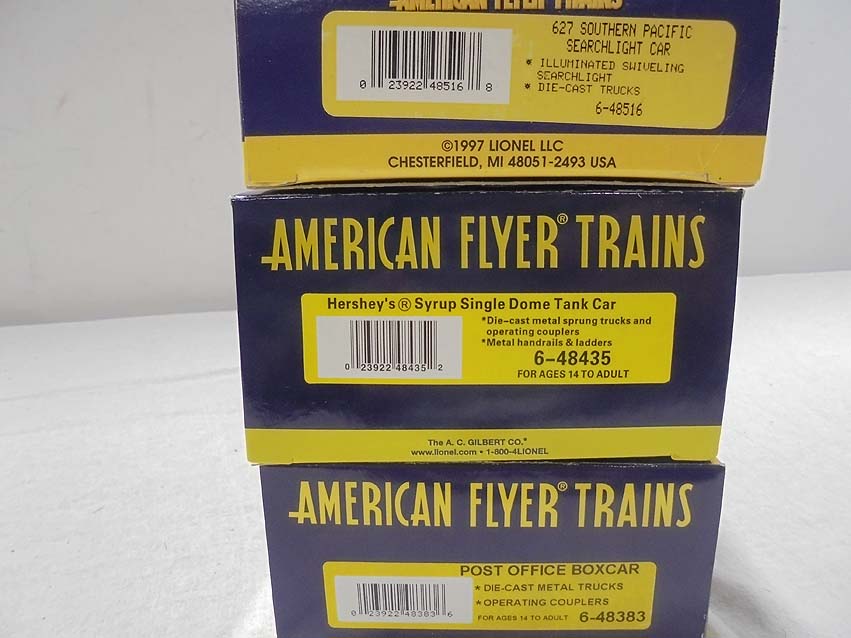 AMERICAN FLYER TRAINS
627 SOUTHERN PACIFIC
SEARCHLIGHT CAR
* ILLUMINATED SWIVELING
SEARCHLIGHT
* DIE-CAST TRUCKS
6-48516
0 23922 48516 8
©1997 LIONEL LLC
CHESTERFIELD, MI 48051-2493 USA
AMERICAN FLYER® TRAINS
Hershey's ® Syrup Single Dome Tank Car
*Die-cast metal sprung trucks and
operating couplers
*Metal handrails & ladders
6-48435
FOR AGES 14 TO ADULT
0 23922 48435 2
The A. C. GILBERT CO.*
www.lionel.com • 1-800-4LIONEL
AMERICAN FLYER® TRAINS
POST OFFICE BOXCAR
* DIE-CAST METAL TRUCKS
* OPERATING COUPLERS
FOR AGES 14 TO ADULT 6-48383
0 23922 48383 6